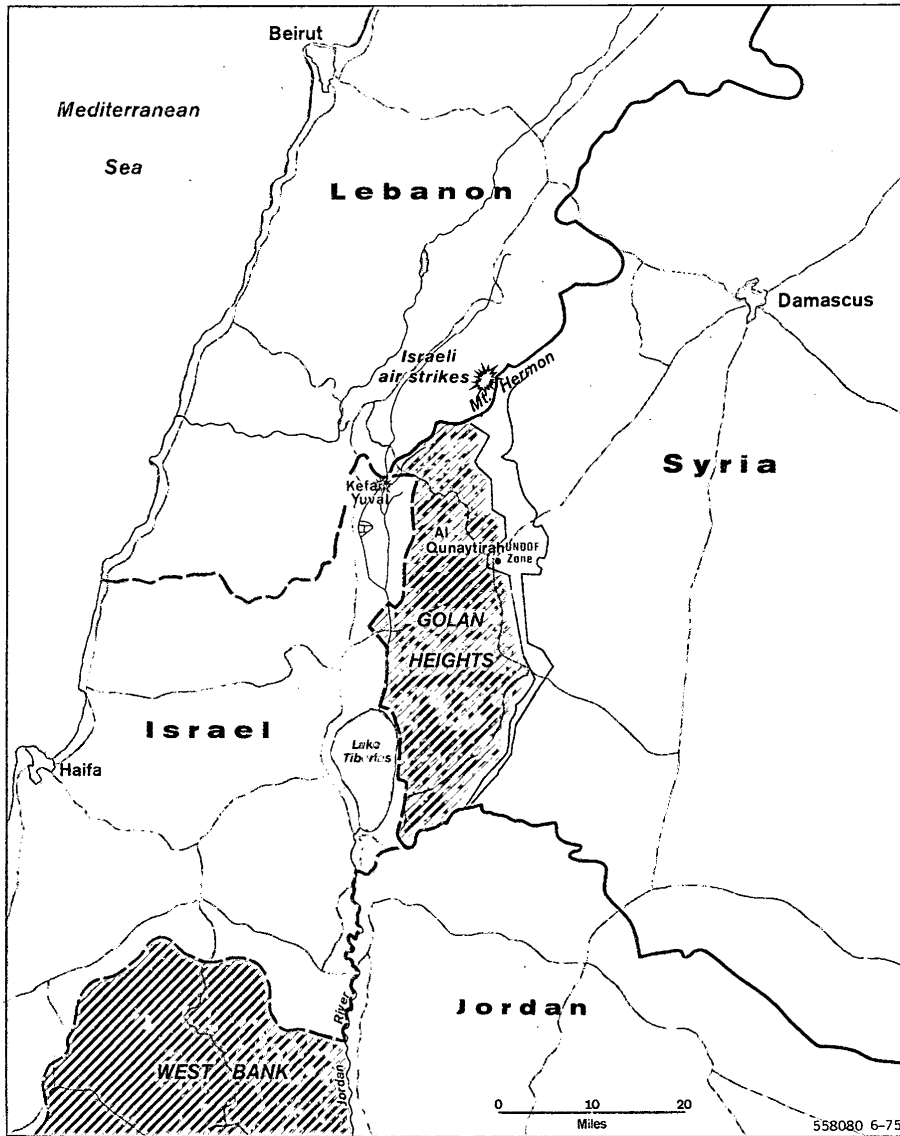 Beirut
Mediterranean
Sea
Lebanon
Damascus
Israeli
air strikes
Mt. Hermon
Syria
Kefar
Yuval
Al
Qunaytirah
UNDOF
Zone
GOLAN
HEIGHTS
Israel
Lake
Tiberias
Haifa
Jordan
Jordan River
WEST BANK
0 10 20
Miles
558080 6-75